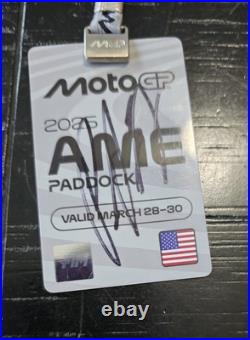 MotoGP
2025
AME
PADDOCK
VALID MARCH 28-30